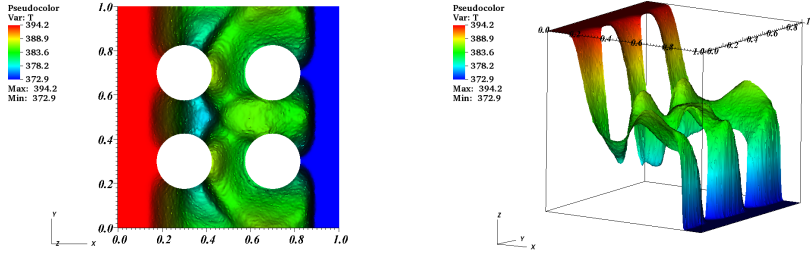 Pseudocolor
Var: T
394.2
388.9
383.6
378.2
372.9
Max: 394.2
Min: 372.9
1.0
0.8
0.6
0.4
0.2
0.0
0.0 0.2 0.4 0.6 0.8 1.0
Y
Z X
Pseudocolor
Var: T
394.2
388.9
383.6
378.2
372.9
Max: 394.2
Min: 372.9
0.0 0.2 0.4 0.6 0.8 1.0
0.0 0.2 0.4 0.6 0.8 1
Z
Y
X